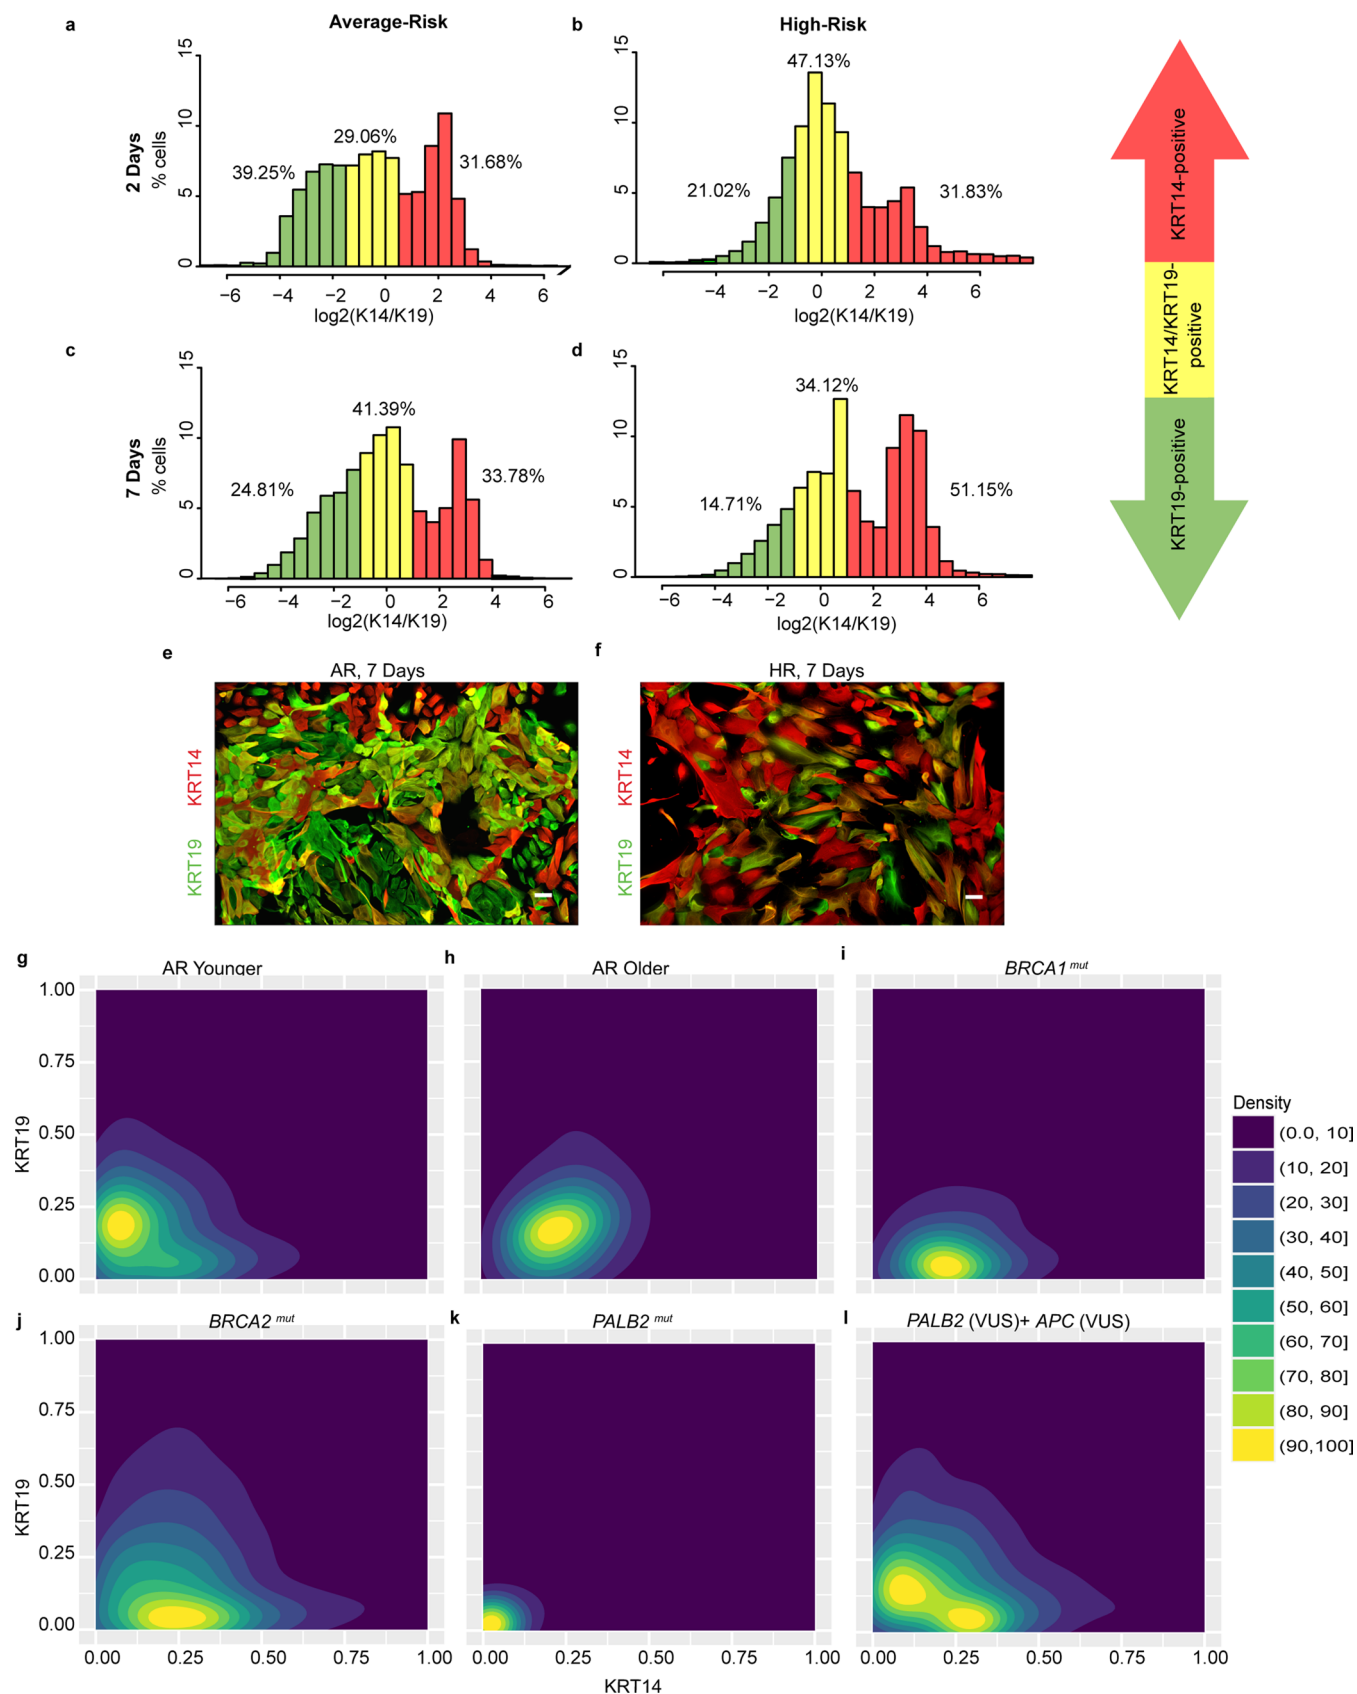 a
Average-Risk
b
High-Risk
2 Days
% cells
15
10
5
0
39.25%
29.06%
31.68%
−6
−4
−2
0
2
4
6
log2(K14/K19)
15
10
5
0
21.02%
47.13%
31.83%
−4
−2
0
2
4
6
log2(K14/K19)
KRT14-positive
KRT14/KRT19-
positive
KRT19-positive
c
7 Days
% cells
15
10
5
0
24.81%
41.39%
33.78%
−6
−4
−2
0
2
4
6
log2(K14/K19)
d
15
10
5
0
14.71%
34.12%
51.15%
−6
−4
−2
0
2
4
6
log2(K14/K19)
e
AR, 7 Days
KRT19
KRT14
f
HR, 7 Days
KRT19
KRT14
g
AR Younger
h
AR Older
i
BRCA1 mut
KRT19
1.00
0.75
0.50
0.25
0.00
Density
(0.0, 10]
(10, 20]
(20, 30]
(30, 40]
(40, 50]
(50, 60]
(60, 70]
(70, 80]
(80, 90]
(90,100]
j
BRCA2 mut
k
PALB2 mut
l
PALB2 (VUS)+ APC (VUS)
KRT19
1.00
0.75
0.50
0.25
0.00
0.00 0.25 0.50 0.75 1.00
0.00 0.25 0.50 0.75 1.00
0.00 0.25 0.50 0.75 1.00
KRT14